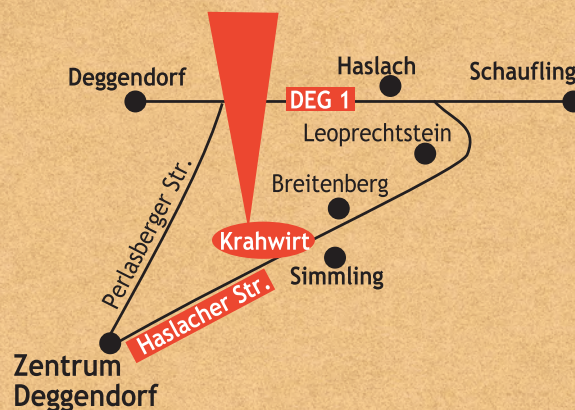 Haslach
Schaufling
Deggendorf
DEG 1
Leoprechtstein
Breitenberg
Perlasberger Str.
Krahwirt
Simmling
Haslacher Str.
Zentrum
Deggendorf